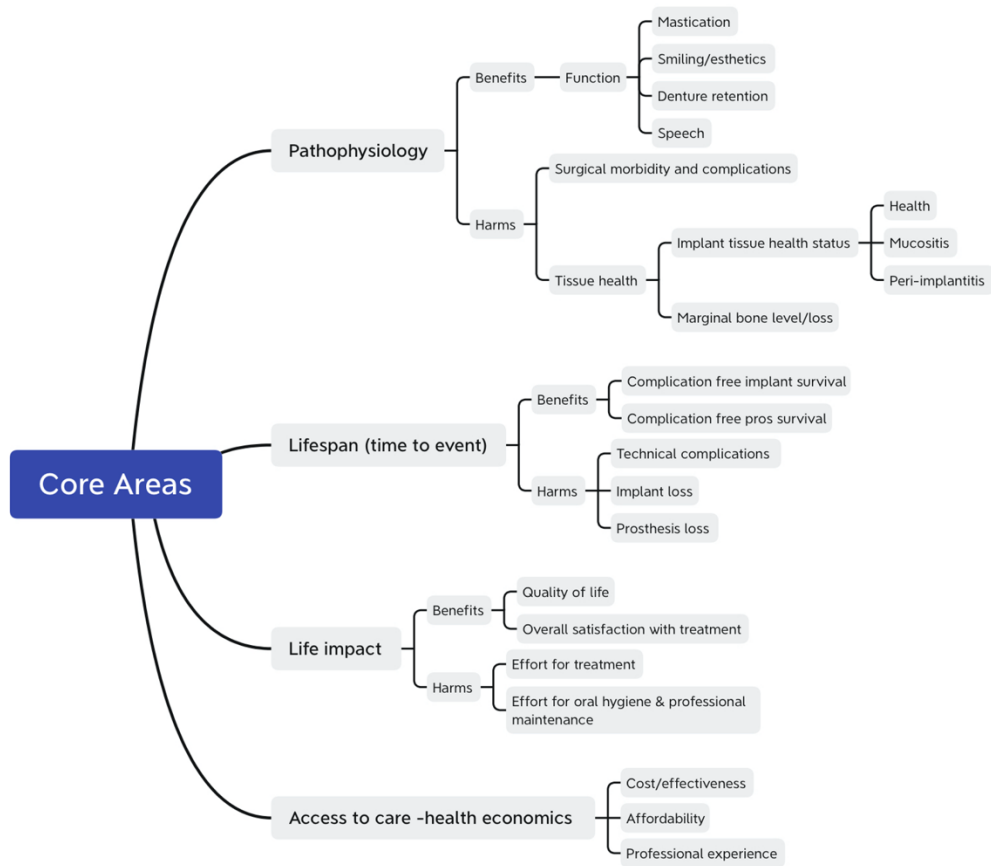 Core Areas
Pathophysiology
Benefits
Function
Mastication
Smiling/esthetics
Denture retention
Speech
Harms
Surgical morbidity and complications
Tissue health
Implant tissue health status
Health
Mucositis
Peri-implantitis
Marginal bone level/loss
Lifespan (time to event)
Benefits
Complication free implant survival
Complication free pros survival
Harms
Technical complications
Implant loss
Prosthesis loss
Life impact
Benefits
Quality of life
Overall satisfaction with treatment
Harms
Effort for treatment
Effort for oral hygiene & professional
maintenance
Access to care -health economics
Cost/effectiveness
Affordability
Professional experience